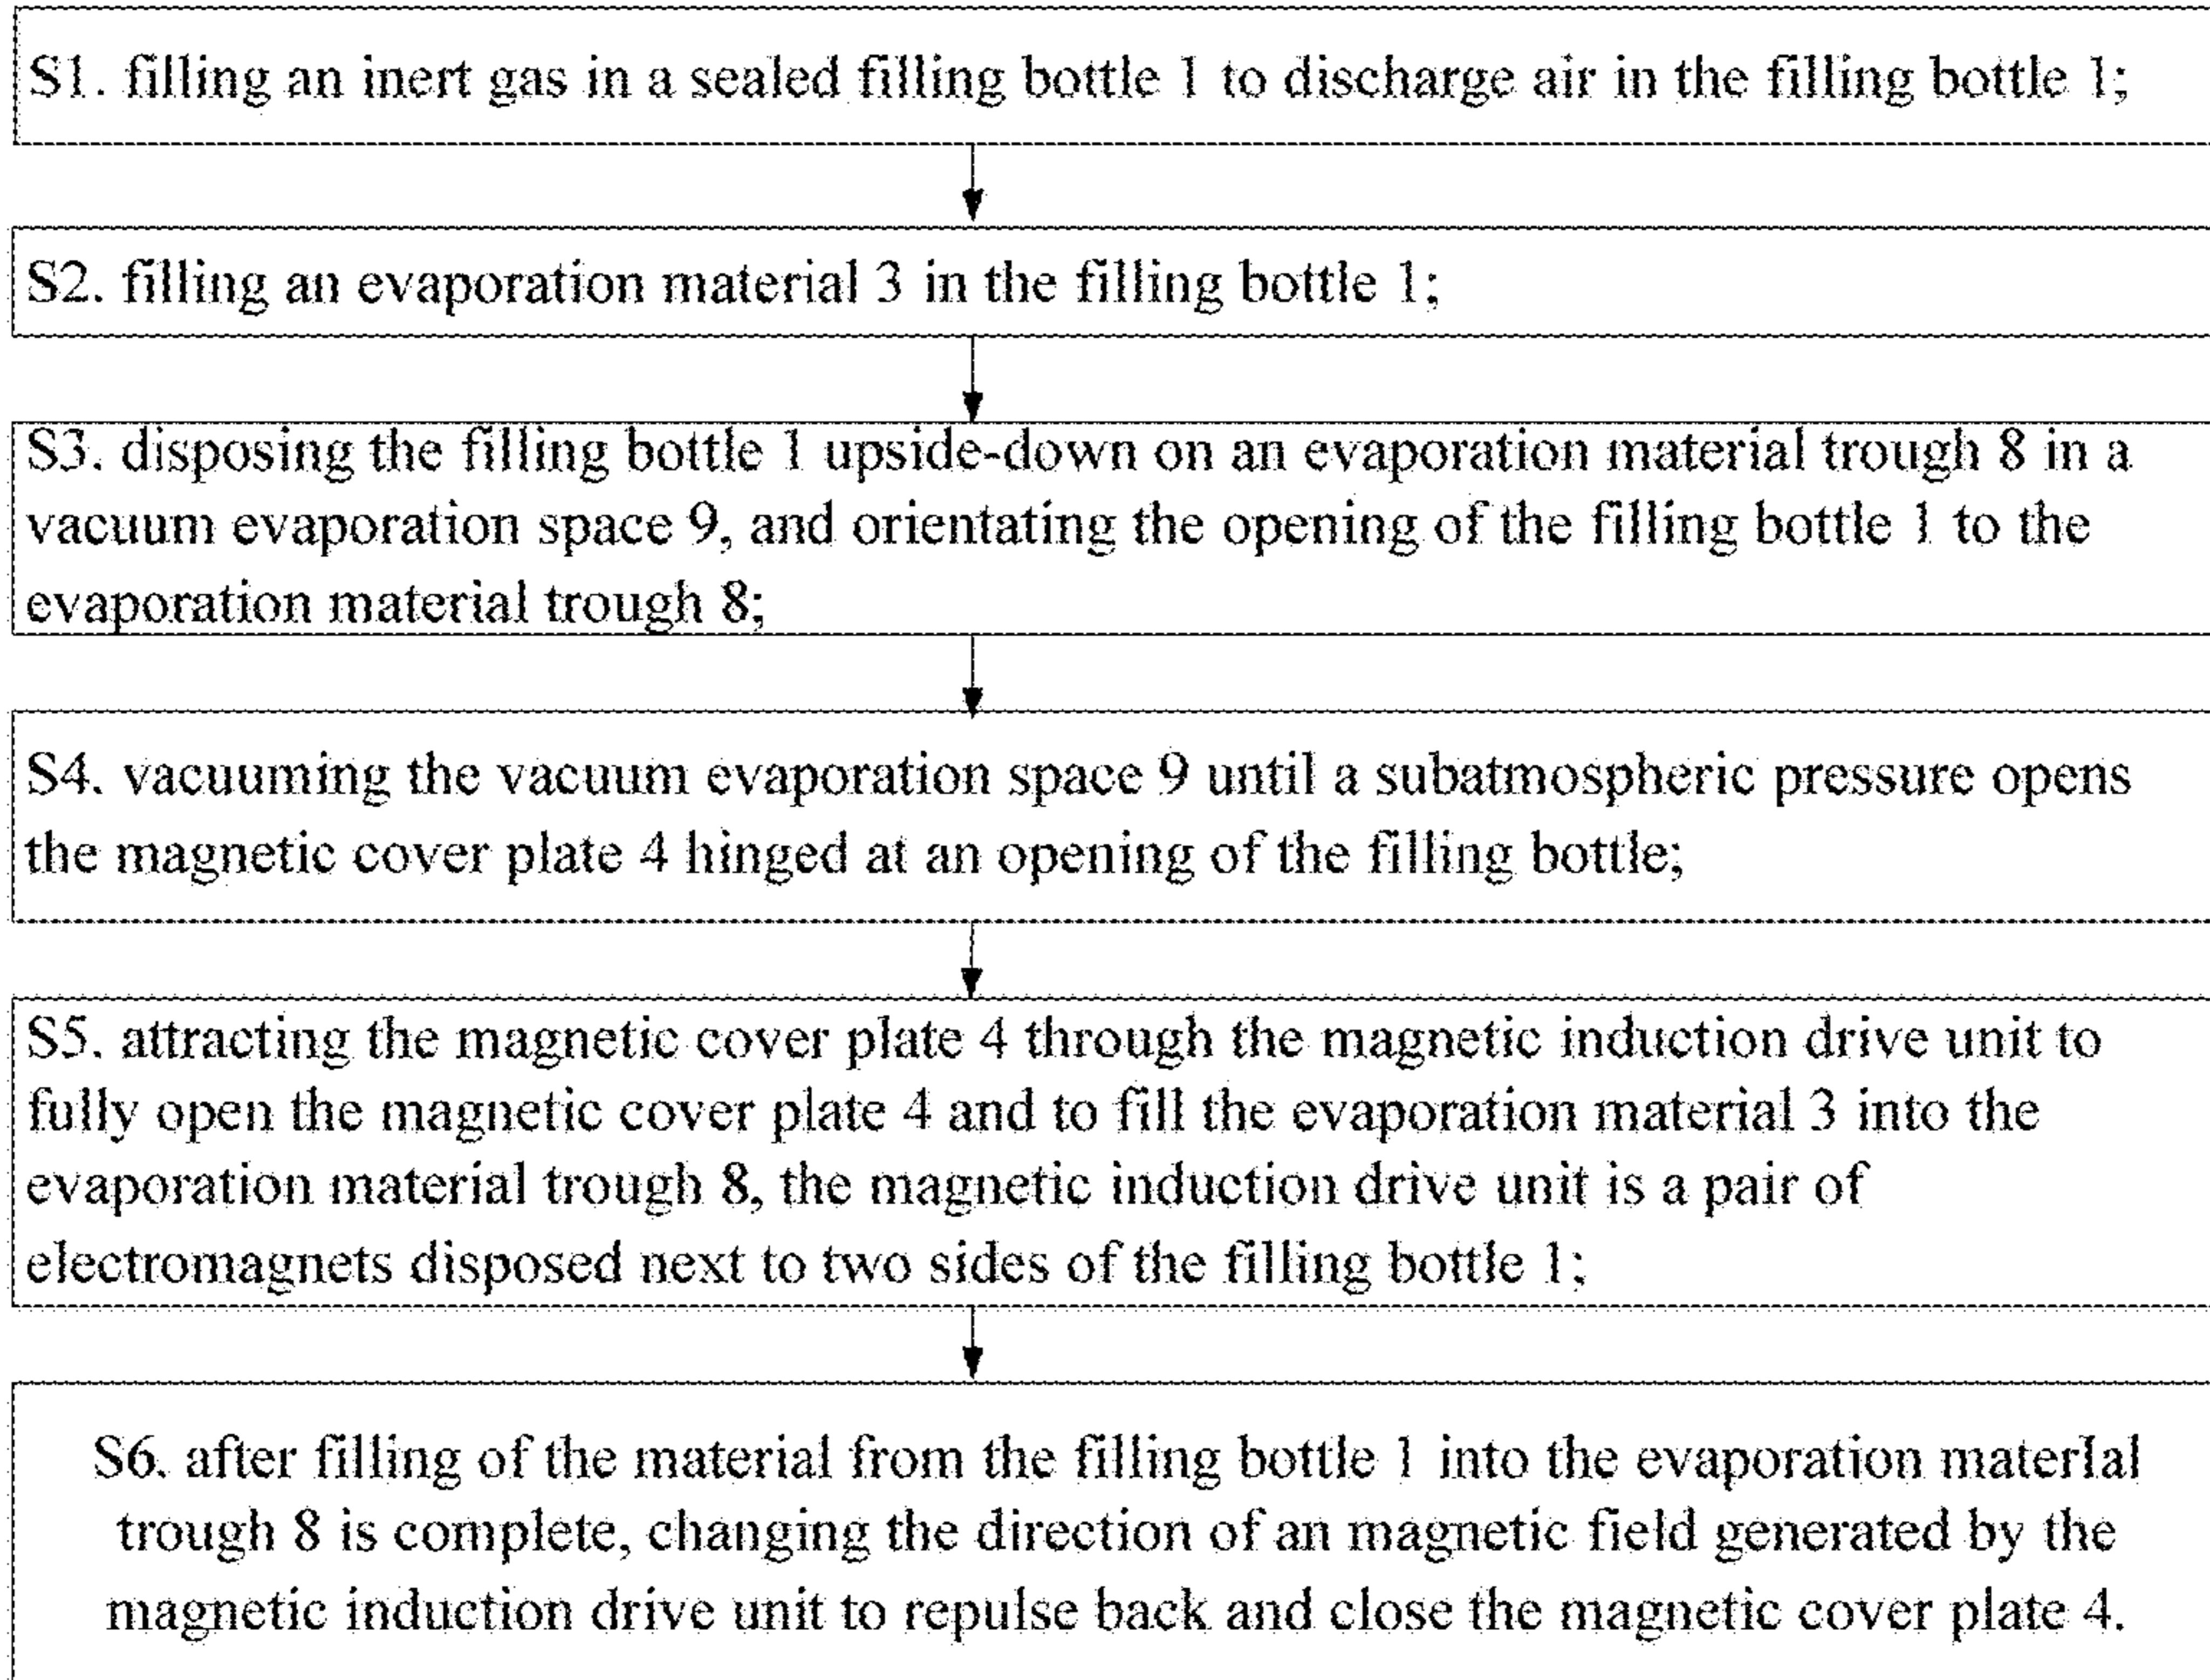 S1. filling an inert gas in a sealed filling bottle 1 to discharge air in the filling bottle 1;
S2. filling an evaporation material 3 in the filling bottle 1;
S3. disposing the filling bottle 1 upside-down on an evaporation material trough 8 in a
vacuum evaporation space 9, and orientating the opening of the filling bottle 1 to the
evaporation material trough 8;
S4. vacuuming the vacuum evaporation space 9 until a subatmospheric pressure opens
the magnetic cover plate 4 hinged at an opening of the filling bottle;
S5. attracting the magnetic cover plate 4 through the magnetic induction drive unit to
fully open the magnetic cover plate 4 and to fill the evaporation material 3 into the
evaporation material trough 8, the magnetic induction drive unit is a pair of
electromagnets disposed next to two sides of the filling bottle 1;
S6. after filling of the material from the filling bottle 1 into the evaporation material
trough 8 is complete, changing the direction of an magnetic field generated by the
magnetic induction drive unit to repulse back and close the magnetic cover plate 4.